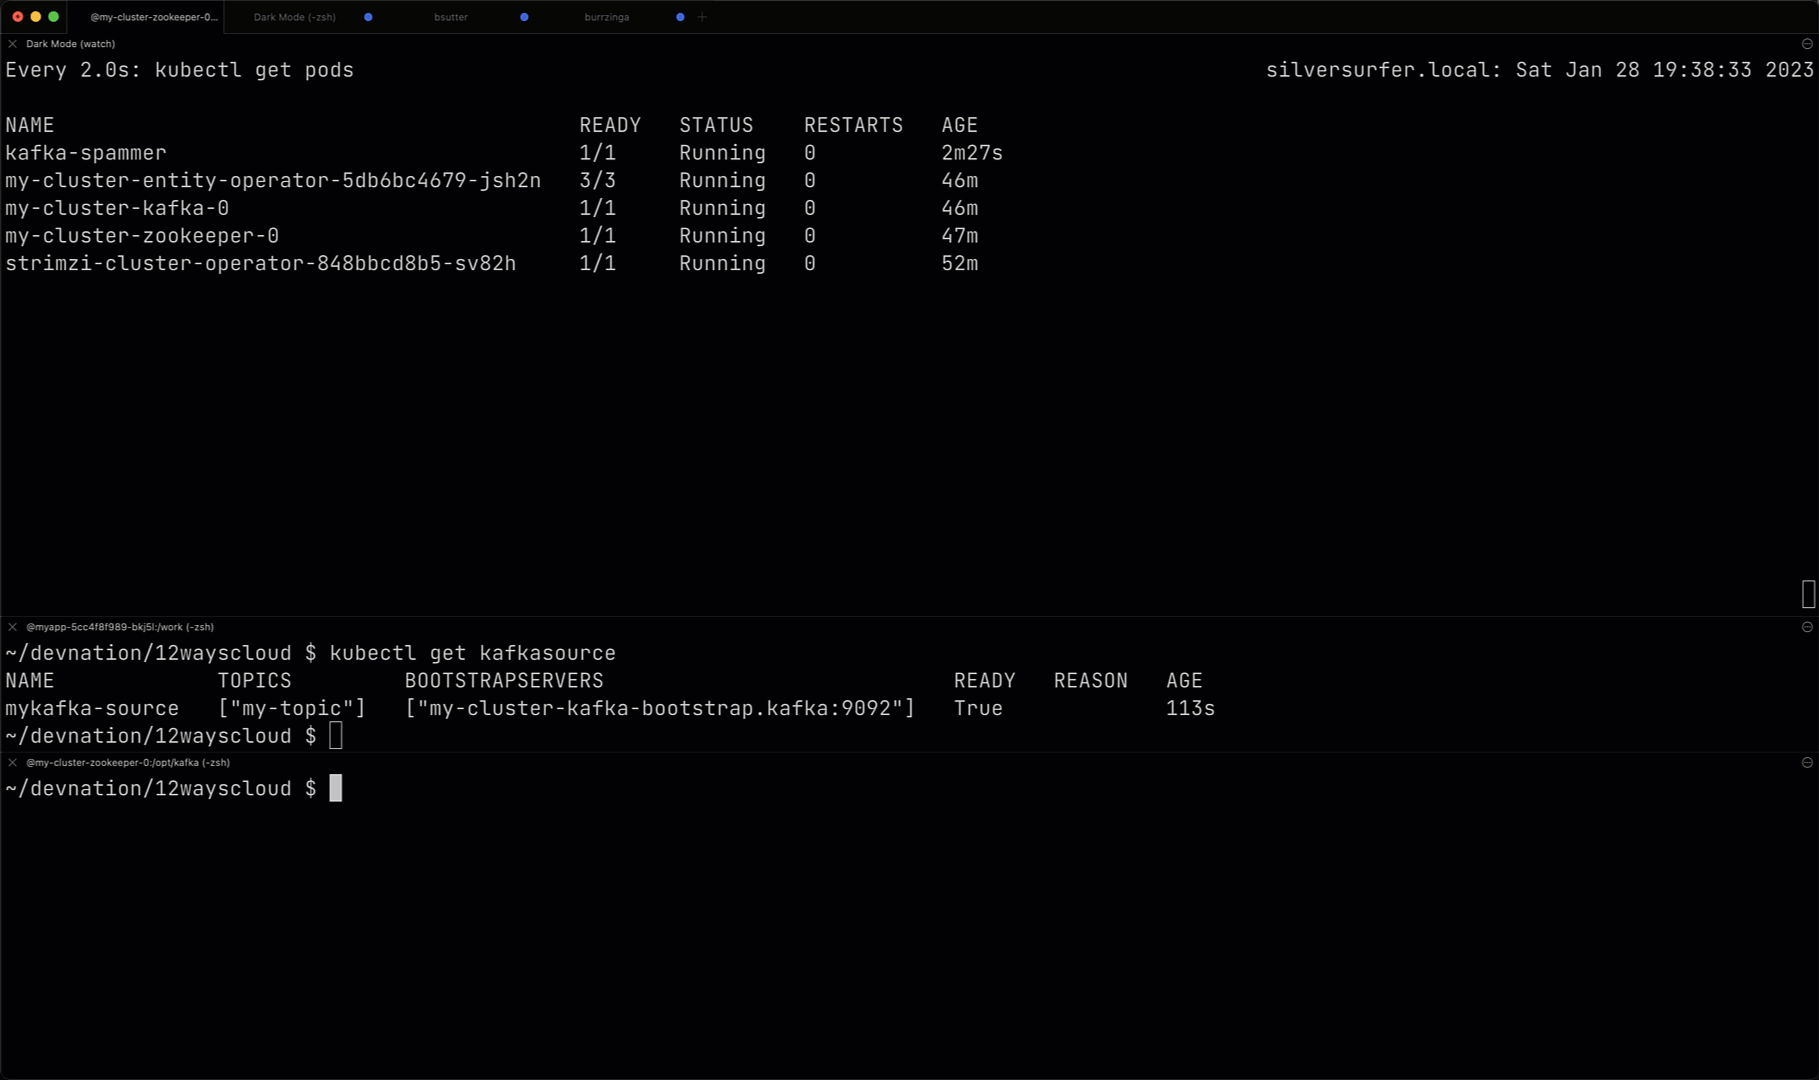 @my-cluster-zookeeper-0... Dark Mode (-zsh) bsutter burrzinga
Dark Mode (watch)
Every 2.0s: kubectl get pods silversurfer.local: Sat Jan 28 19:38:33 2023
NAME READY STATUS RESTARTS AGE
kafka-spammer 1/1 Running 0 2m27s
my-cluster-entity-operator-5db6bc4679-jsh2n 3/3 Running 0 46m
my-cluster-kafka-0 1/1 Running 0 46m
my-cluster-zookeeper-0 1/1 Running 0 47m
strimzi-cluster-operator-848bbcd8b5-sv82h 1/1 Running 0 52m
@myapp-5cc4f8f989-bkj5l:/work (-zsh)
~/devnation/12wayscloud $ kubectl get kafkasource
NAME TOPICS BOOTSTRAPSERVERS READY REASON AGE
mykafka-source ["my-topic"] ["my-cluster-kafka-bootstrap.kafka:9092"] True 113s
~/devnation/12wayscloud $
@my-cluster-zookeeper-0:/opt/kafka (-zsh)
~/devnation/12wayscloud $